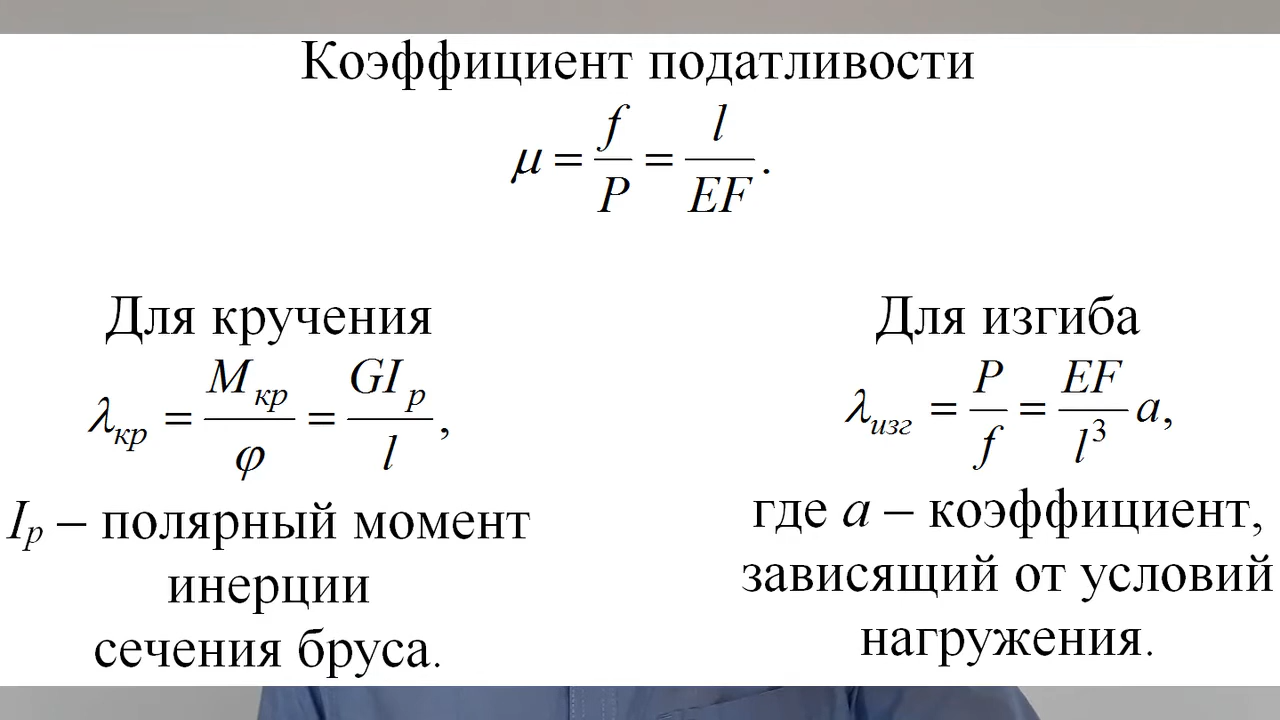 Коэффициент податливости
μ = f/P = l/EF.
Для кручения
λкр = Mкр/φ = GIp/l,
Ip – полярный момент
инерции
сечения бруса.
Для изгиба
λизг = P/f = EF/l³ a,
где a – коэффициент,
зависящий от условий
нагружения.